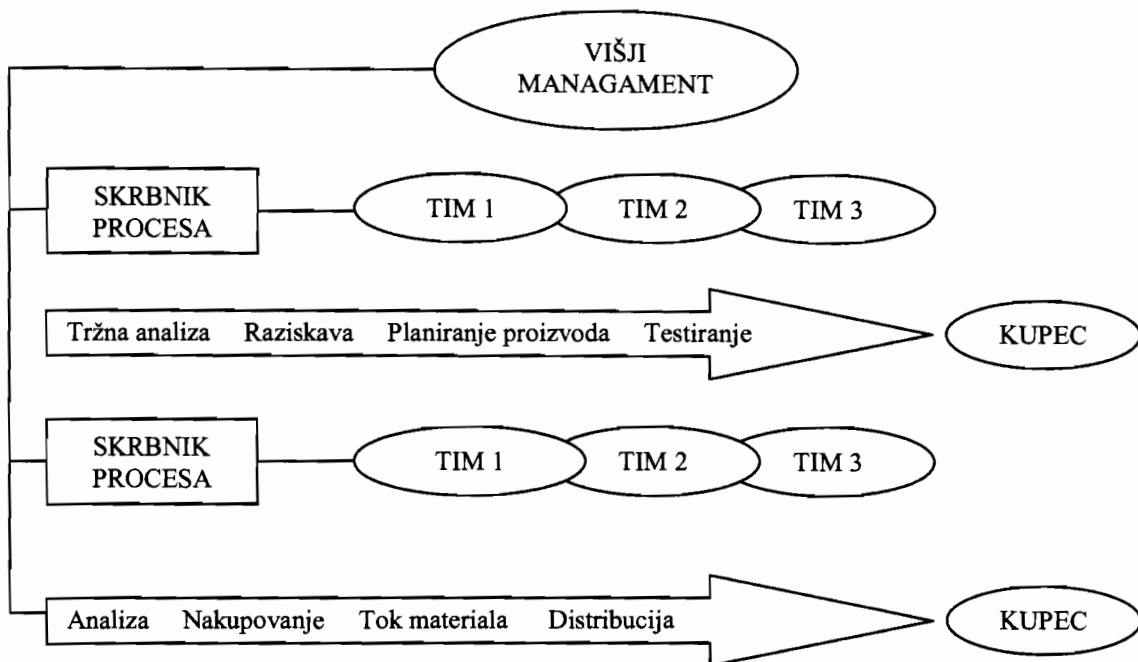 VIŠJI
MANAGAMENT
SKRBNIK
PROCESA
TIM 1 TIM 2 TIM 3
Tržna analiza Raziskava Planiranje proizvoda Testiranje
KUPEC
SKRBNIK
PROCESA
TIM 1 TIM 2 TIM 3
Analiza Nakupovanje Tok materiala Distribucija
KUPEC